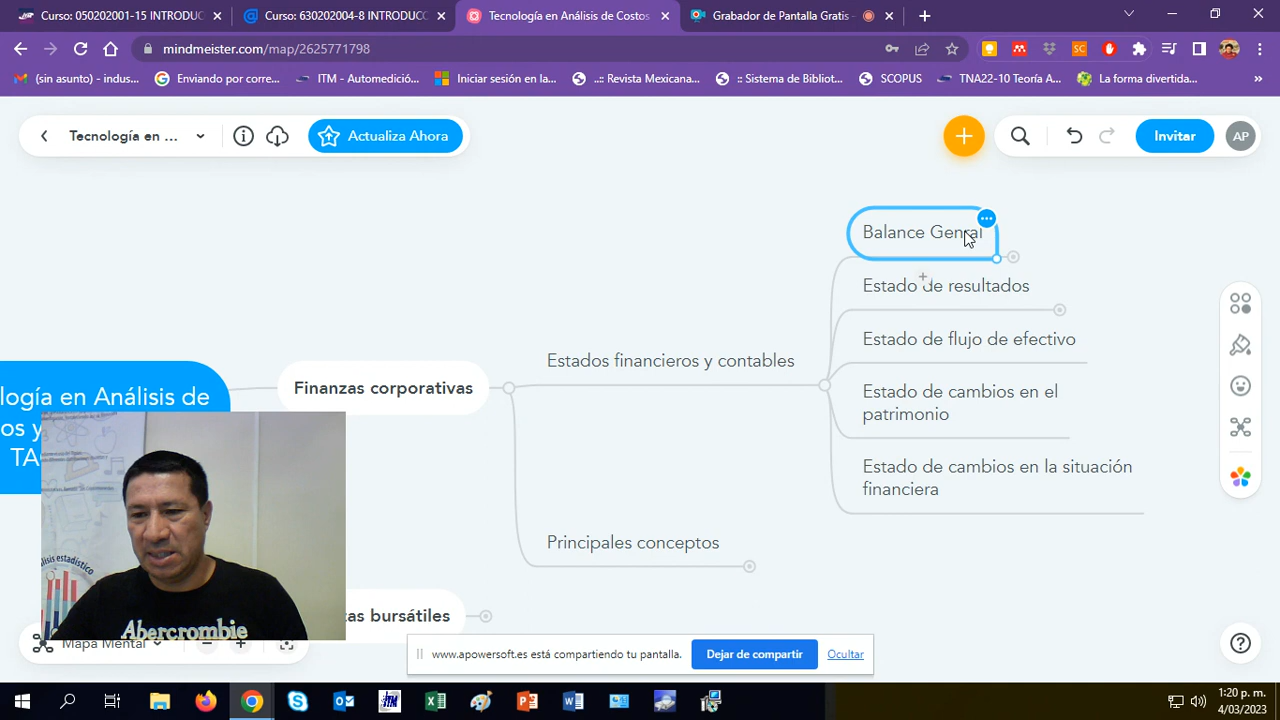 Curso: 050202001-15 INTRODUC
Curso: 630202004-8 INTRODUCC
Tecnología en Análisis de Costos
Grabador de Pantalla Gratis -
mindmeister.com/map/2625771798
(sin asunto) - indus...
Enviando por corre...
ITM - Automedició...
Iniciar sesión en la...
..:: Revista Mexicana...
:: Sistema de Bibliot...
SCOPUS
TNA22-10 Teoría A...
La forma divertida...
»
Tecnología en ...
Actualiza Ahora
Invitar
AP
Balance Genral
Estado de resultados
Estado de flujo de efectivo
Estados financieros y contables
Finanzas corporativas
Estado de cambios en el
patrimonio
logía en Análisis de
os y
TA
Estado de cambios en la situación
financiera
Principales conceptos
tas bursátiles
álisis estadístico
Abercrombie
Mapa Mental
www.apowersoft.es está compartiendo tu pantalla.
Dejar de compartir
Ocultar
1:20 p. m.
4/03/2023